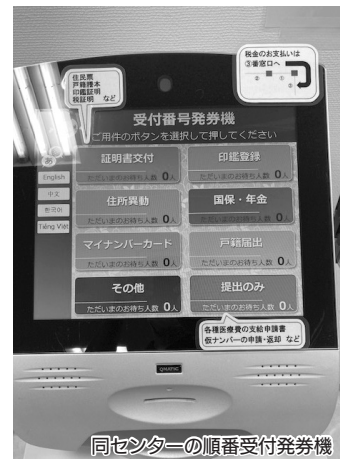 住民票
戸籍謄本
印鑑証明
税証明 など
税金のお支払いは
③番窓口へ
②
①
③
受付番号発券機
ご用件のボタンを選択して押してください
あ
English
中文
한국어
Tiếng Việt
証明書交付
ただいまのお待ち人数 0人
印鑑登録
ただいまのお待ち人数 0人
住所異動
ただいまのお待ち人数 0人
国保・年金
ただいまのお待ち人数 0人
マイナンバーカード
ただいまのお待ち人数 0人
戸籍届出
ただいまのお待ち人数 0人
その他
ただいまのお待ち人数 0人
提出のみ
ただいまのお待ち人数 0人
各種医療費の支給申請書
仮ナンバーの申請・返却 など
QMATIC
同センターの順番受付発券機